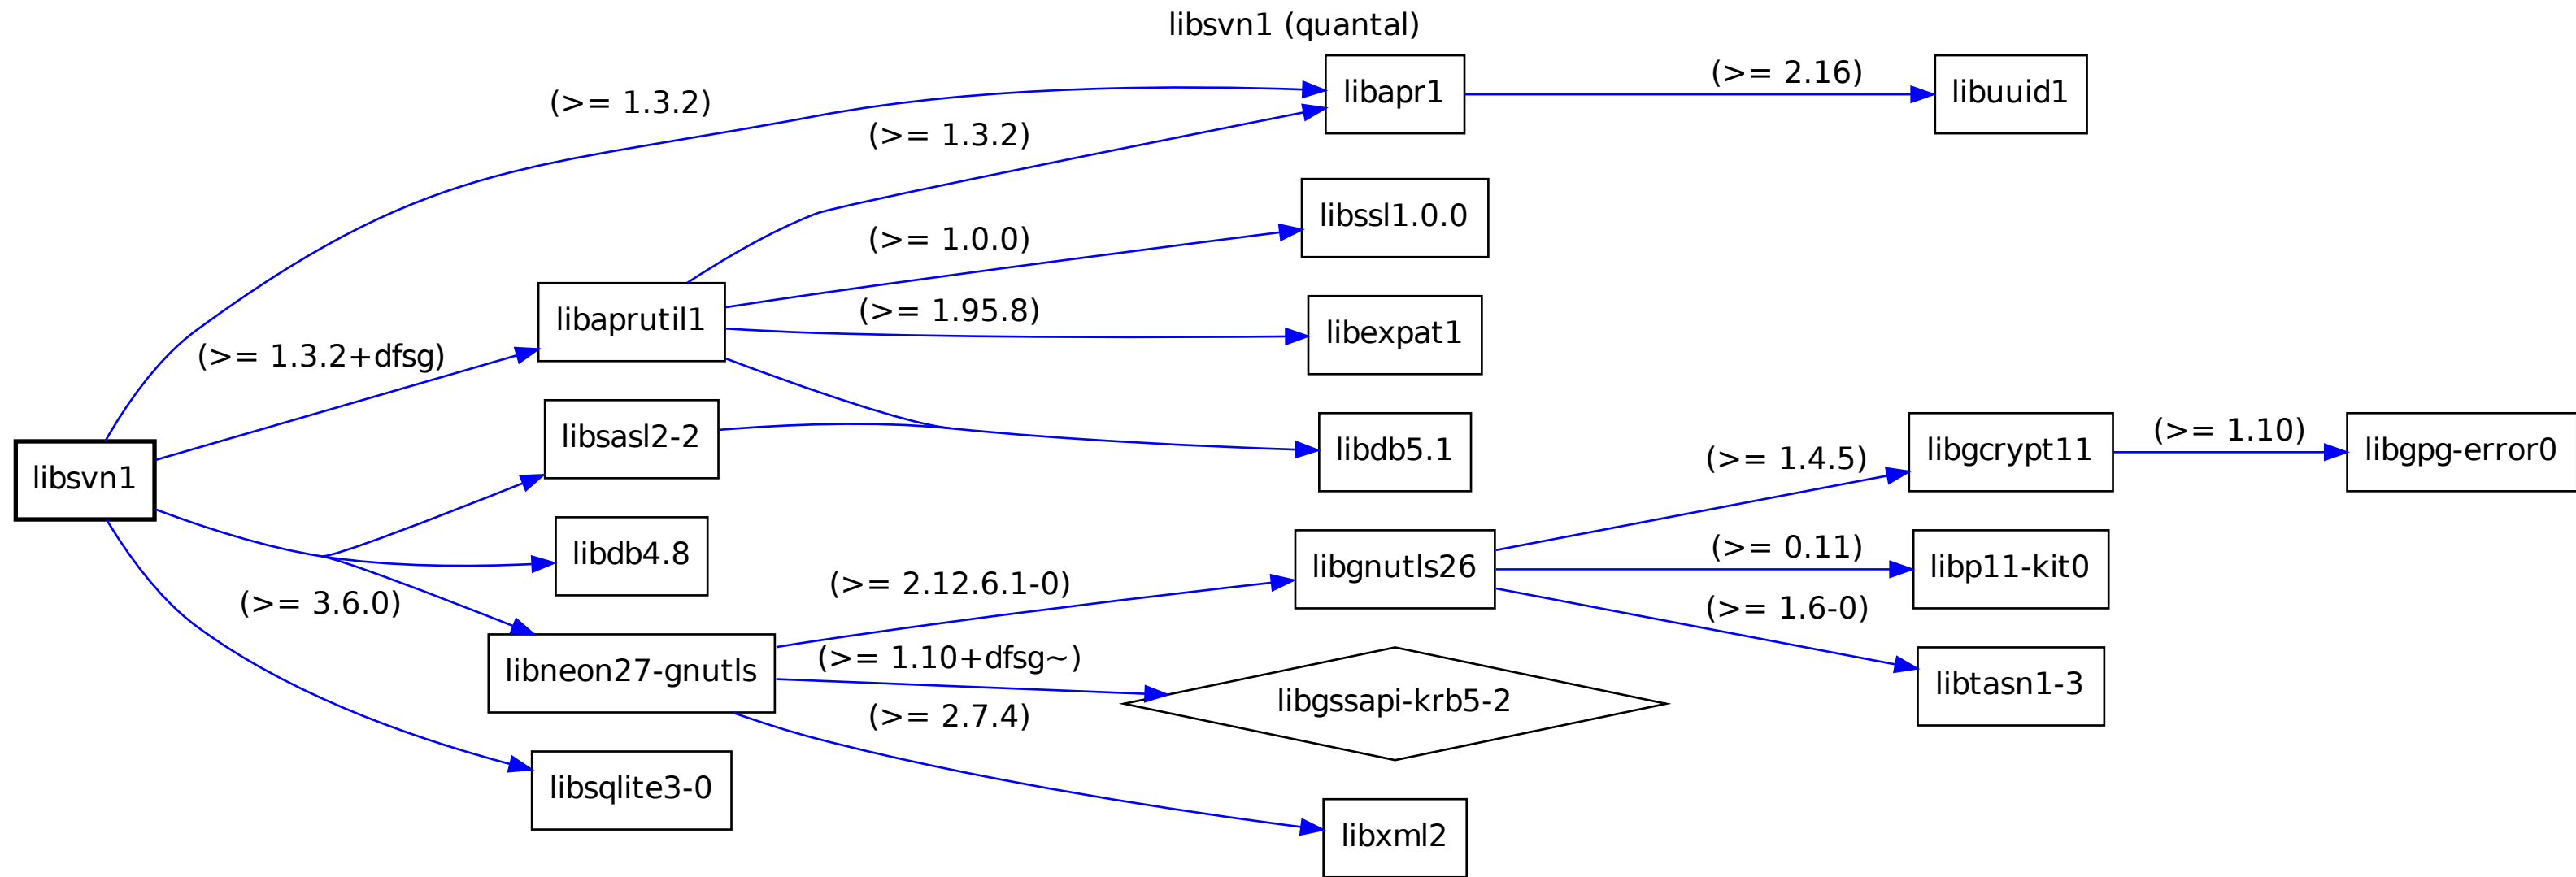 libsvn1 (quantal)
(>= 1.3.2)
libapr1
(>= 2.16)
libuuid1
(>= 1.3.2)
libssl1.0.0
(>= 1.0.0)
libaprutil1
(>= 1.95.8)
libexpat1
(>= 1.3.2+dfsg)
libsasl2-2
libdb5.1
(>= 1.4.5)
libgcrypt11
(>= 1.10)
libgpg-error0
libsvn1
libdb4.8
(>= 3.6.0)
(>= 2.12.6.1-0)
libgnutls26
(>= 0.11)
libp11-kit0
(>= 1.6-0)
libneon27-gnutls
(>= 1.10+dfsg~)
libgssapi-krb5-2
libtasn1-3
(>= 2.7.4)
libsqlite3-0
libxml2